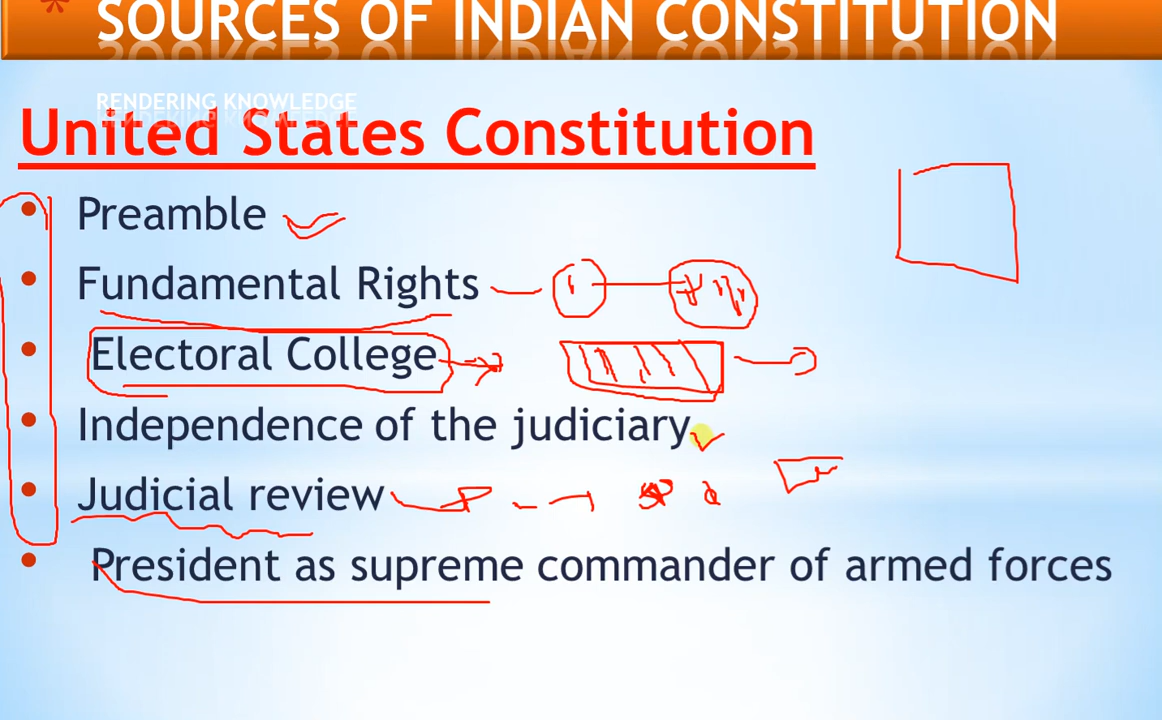 * SOURCES OF INDIAN CONSTITUTION
RENDERING KNOWLEDGE
United States Constitution
• Preamble
• Fundamental Rights
• Electoral College
• Independence of the judiciary
• Judicial review
• President as supreme commander of armed forces